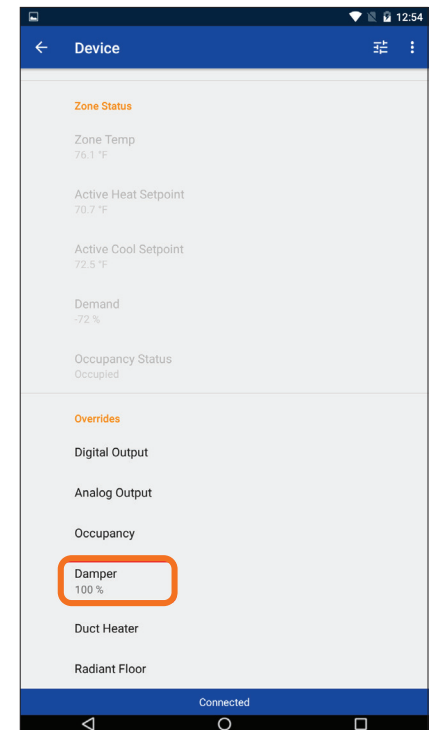 12:54
Device
Zone Status
Zone Temp
76.1 °F
Active Heat Setpoint
70.7 °F
Active Cool Setpoint
72.5 °F
Demand
-72 %
Occupancy Status
Occupied
Overrides
Digital Output
Analog Output
Occupancy
Damper
100 %
Duct Heater
Radiant Floor
Connected